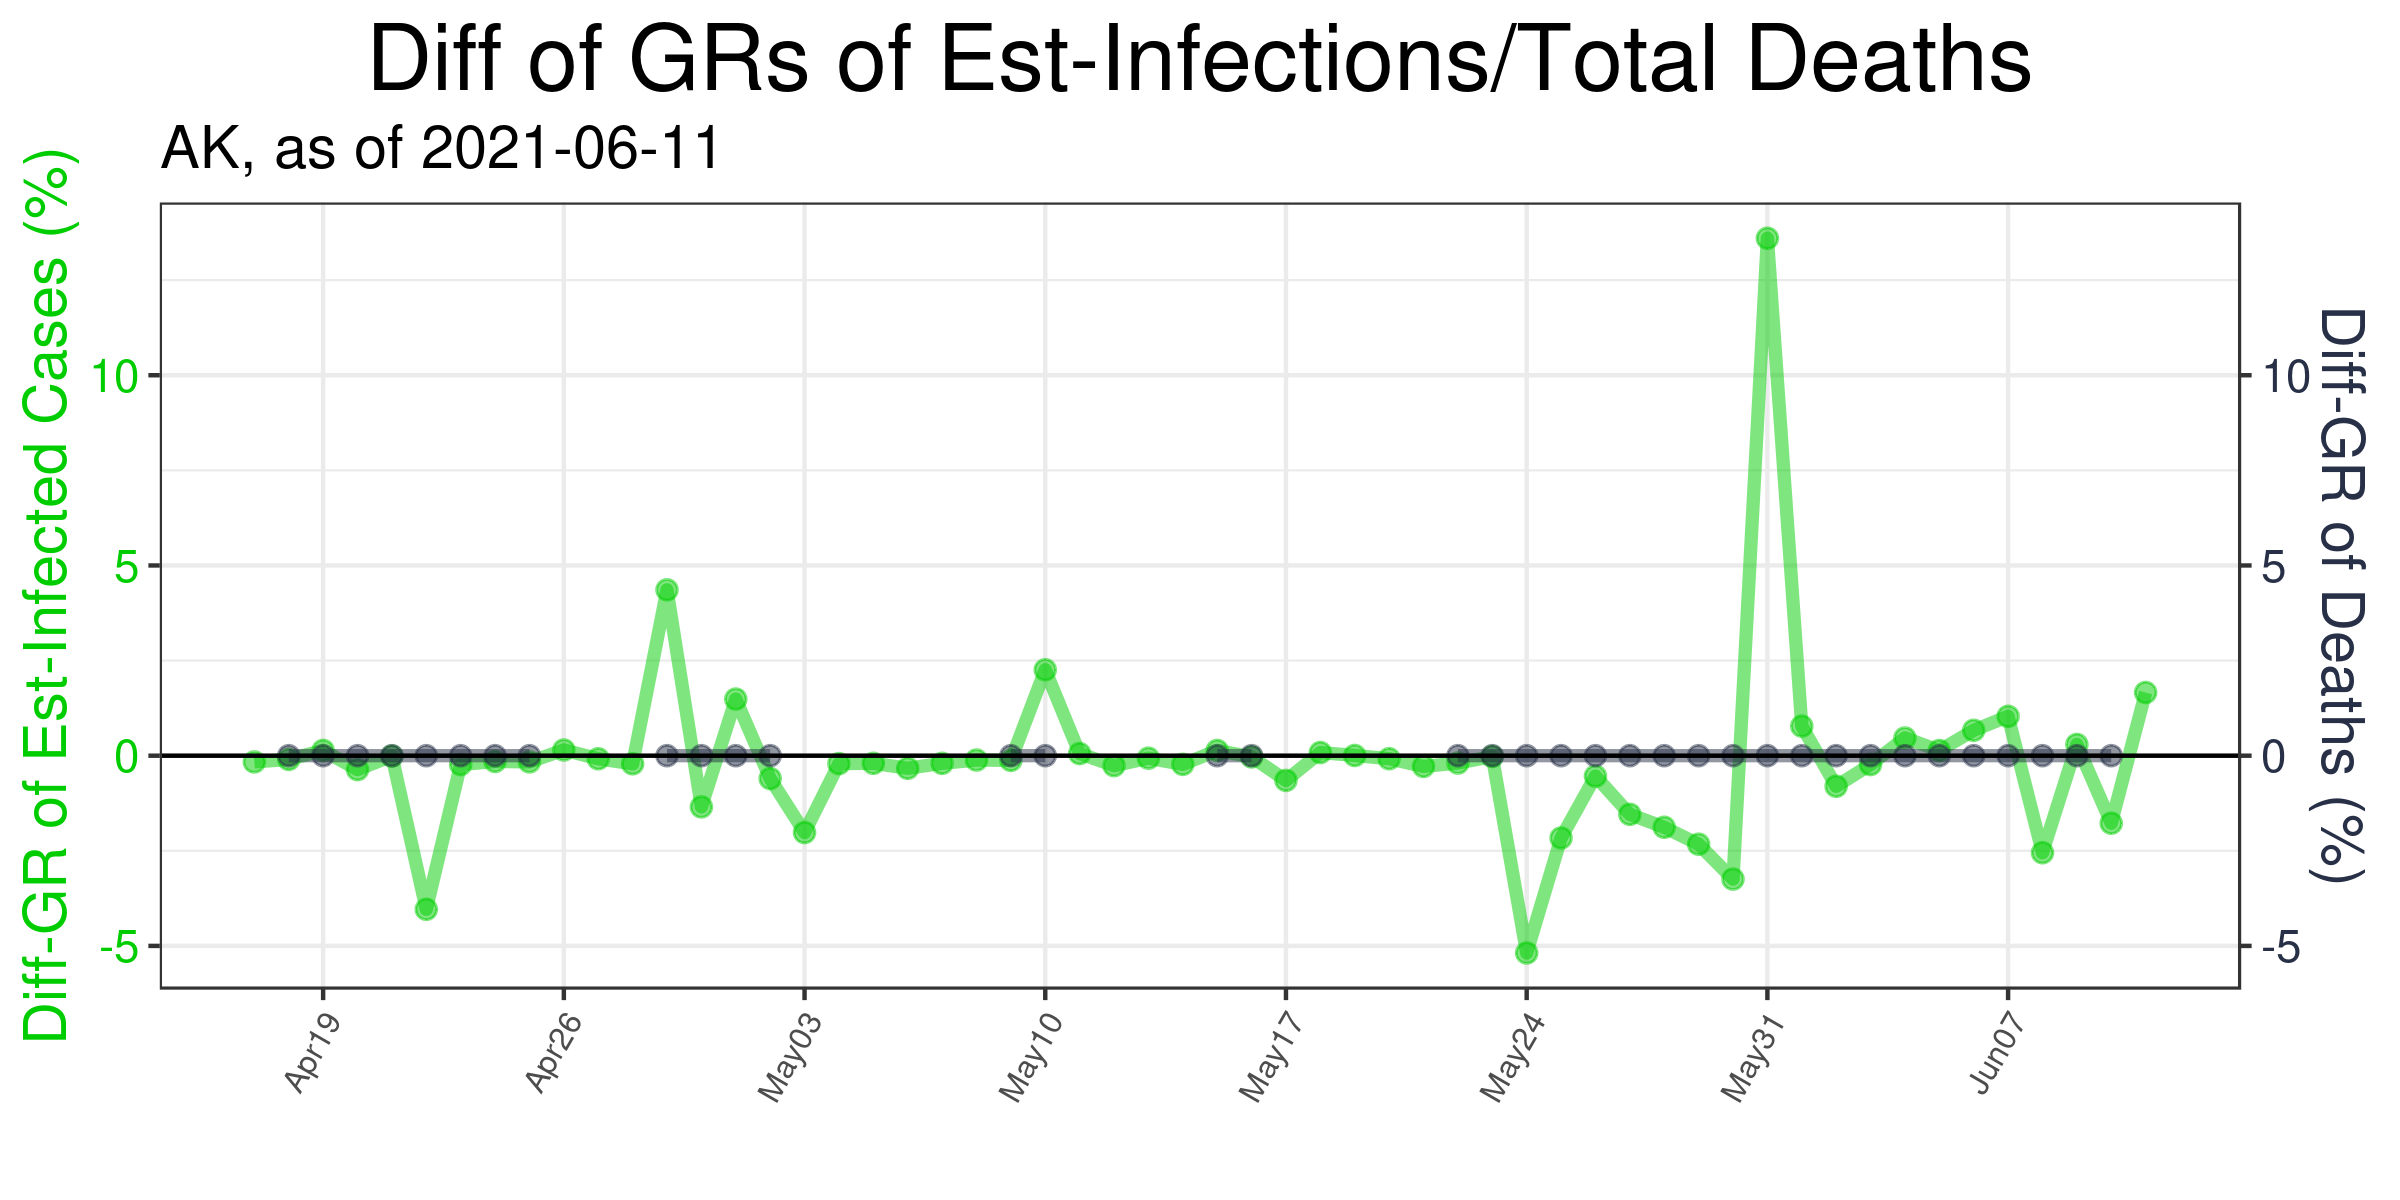 Diff of GRs of Est-Infections/Total Deaths
AK, as of 2021-06-11
Diff-GR of Est-Infected Cases (%)
10
5
0
-5
10
5
0
-5
Diff-GR of Deaths (%)
Apr19
Apr26
May03
May10
May17
May24
May31
Jun07